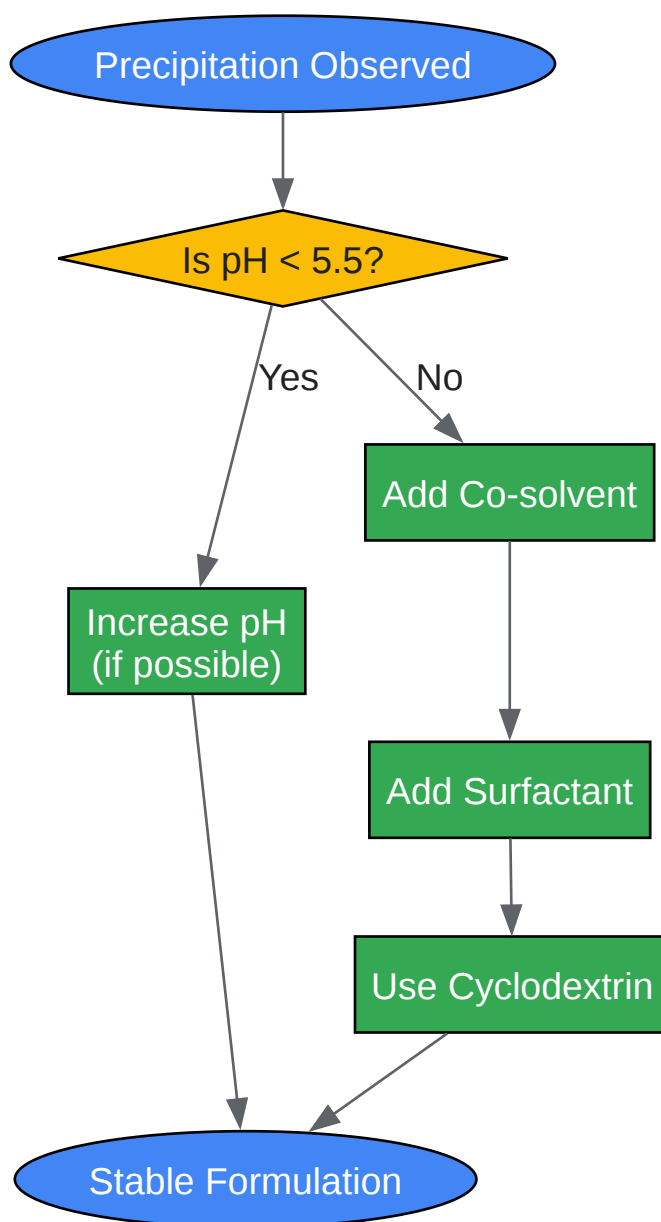 Precipitation Observed
Is pH < 5.5?
Yes
No
Add Co-solvent
Increase pH
(if possible)
Add Surfactant
Use Cyclodextrin
Stable Formulation